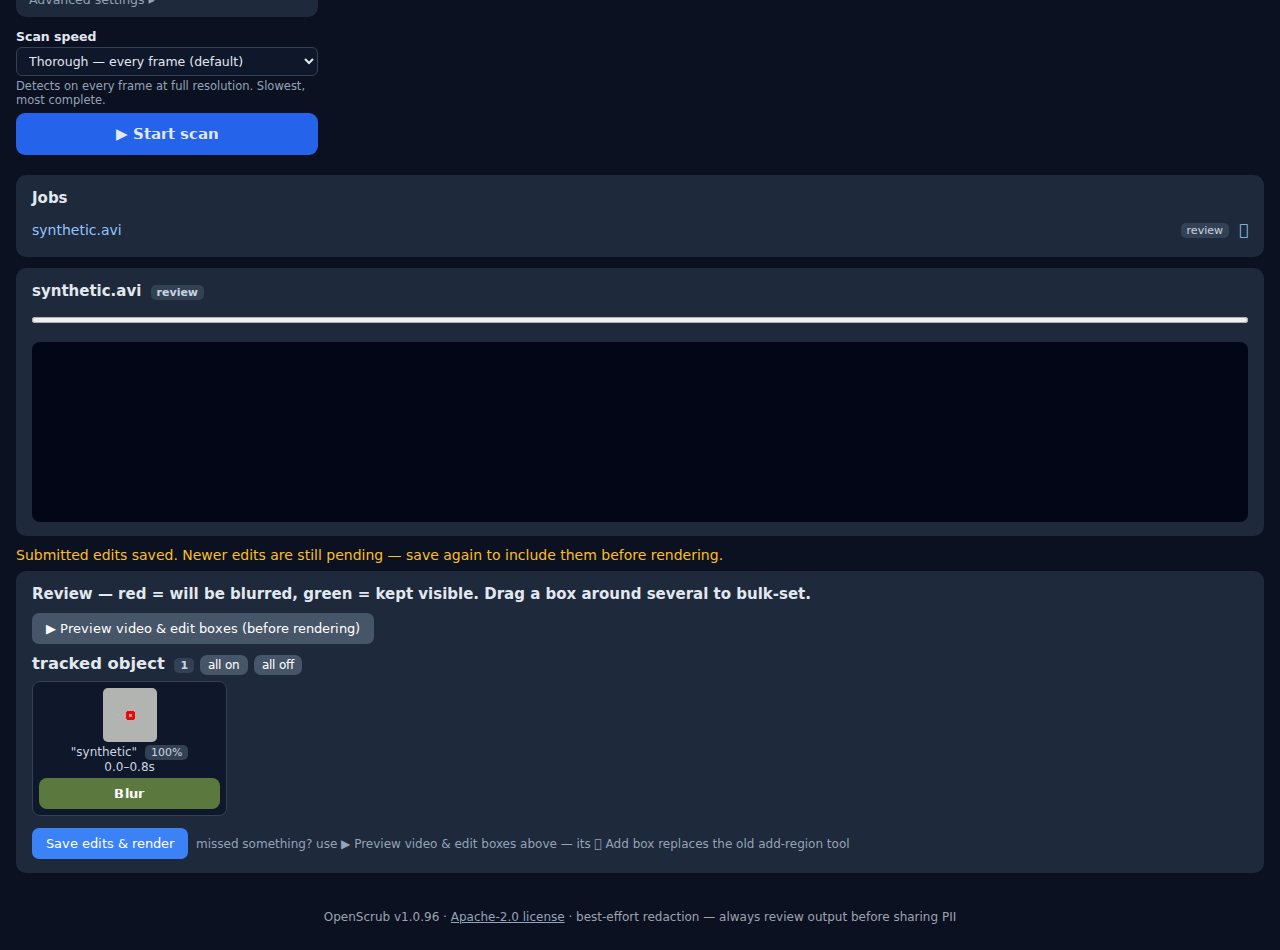 Advanced settings ▸
Scan speed
Thorough — every frame (default)
Detects on every frame at full resolution. Slowest,
most complete.
▶ Start scan
Jobs
synthetic.avi
review
synthetic.avi review
Submitted edits saved. Newer edits are still pending — save again to include them before rendering.
Review — red = will be blurred, green = kept visible. Drag a box around several to bulk-set.
▶ Preview video & edit boxes (before rendering)
tracked object 1 all on all off
"synthetic" 100%
0.0–0.8s
Blur
Save edits & render missed something? use ▶ Preview video & edit boxes above — its ▯ Add box replaces the old add-region tool
OpenScrub v1.0.96 · Apache-2.0 license · best-effort redaction — always review output before sharing PII